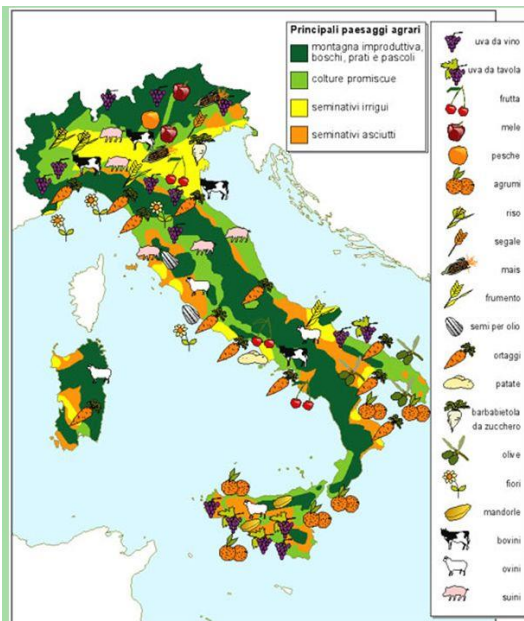 Principali paesaggi agrari
montagna improduttiva,
boschi, prati e pascoli
colture promiscue
seminativi irrigui
seminativi asciutti
uva da vino
uva da tavola
frutta
mele
pesche
agrumi
riso
segale
mais
frumento
semi per olio
ortaggi
patate
barbabietola
da zucchero
olive
fiori
mandorle
bovini
ovini
suini